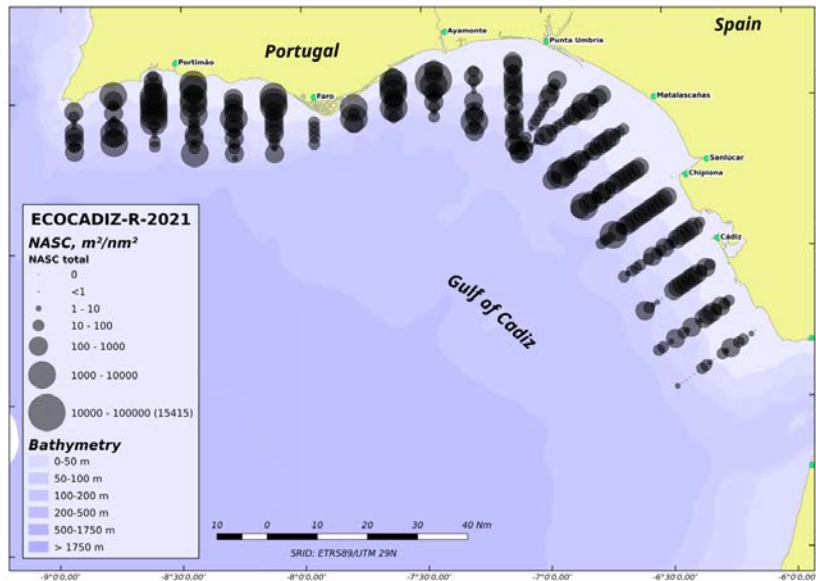 Spain
Ayamonte
Punta Umbria
Portugal
Portimão
Faro
Matalascañas
Sanlúcar
Chipiona
Cádiz
Gulf of Cadiz
ECOCADIZ-R-2021
NASC, m²/nm²
NASC total
0
<1
1 - 10
10 - 100
100 - 1000
1000 - 10000
10000 - 100000 (15415)
Bathymetry
0-50 m
50-100 m
100-200 m
200-500 m
500-1750 m
> 1750 m
10 0 10 20 30 40 Nm
SRID: ETRS89/UTM 29N
-9°0'0,00" -8°30'0,00" -8°0'0,00" -7°30'0,00" -7°0'0,00" -6°30'0,00" -6°0'0,00"